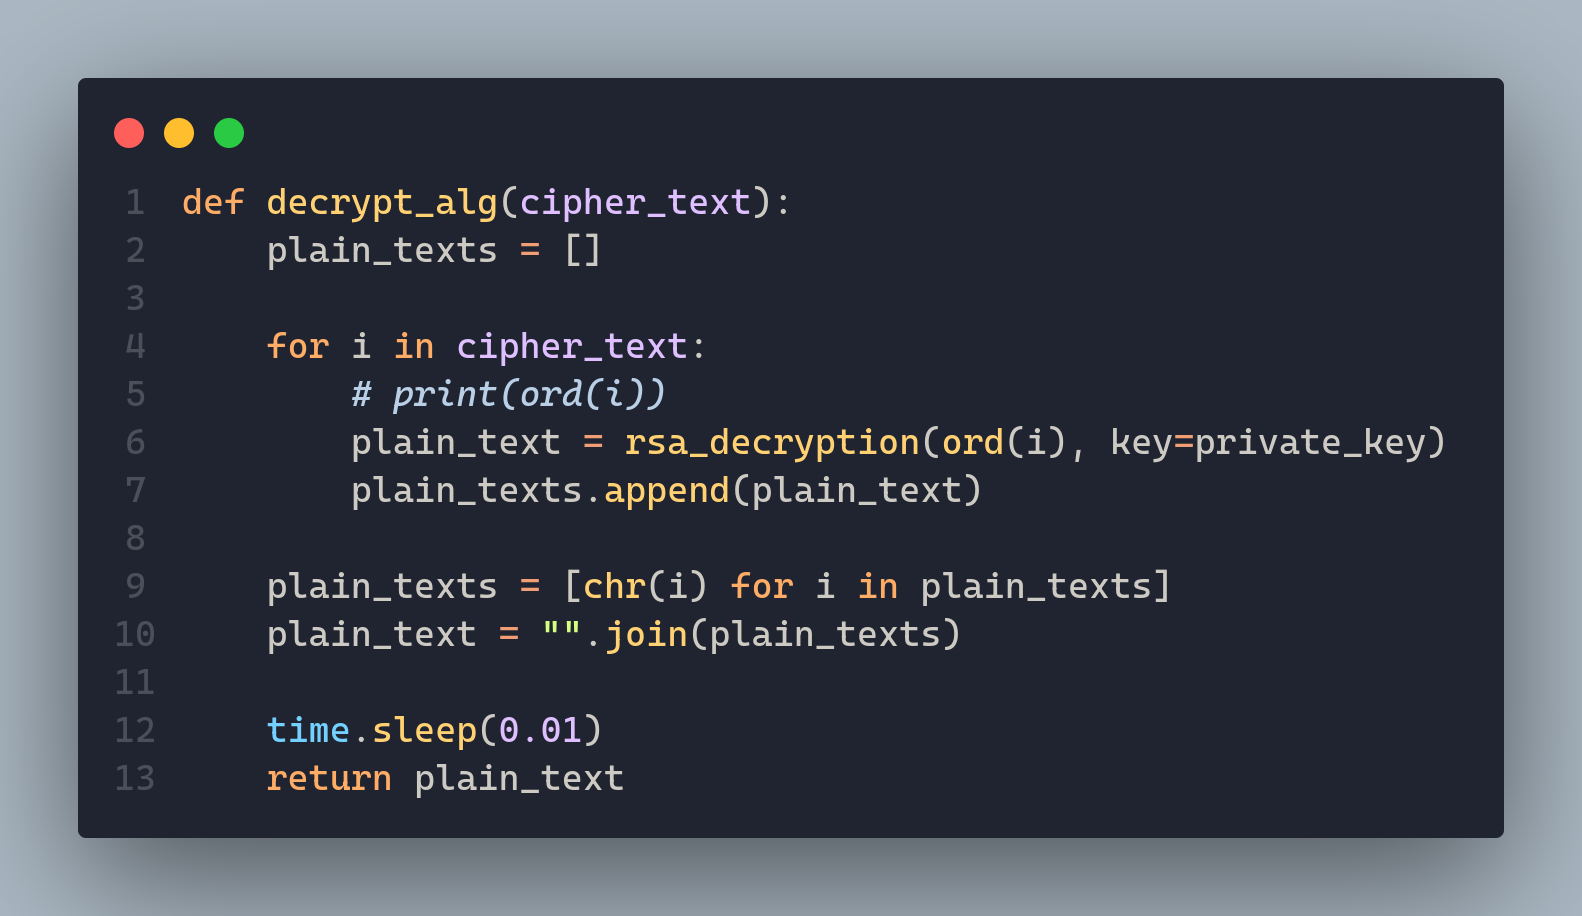 1 def decrypt_alg(cipher_text):
2     plain_texts = []
3
4     for i in cipher_text:
5         # print(ord(i))
6         plain_text = rsa_decryption(ord(i), key=private_key)
7         plain_texts.append(plain_text)
8
9     plain_texts = [chr(i) for i in plain_texts]
10     plain_text = "".join(plain_texts)
11
12     time.sleep(0.01)
13     return plain_text